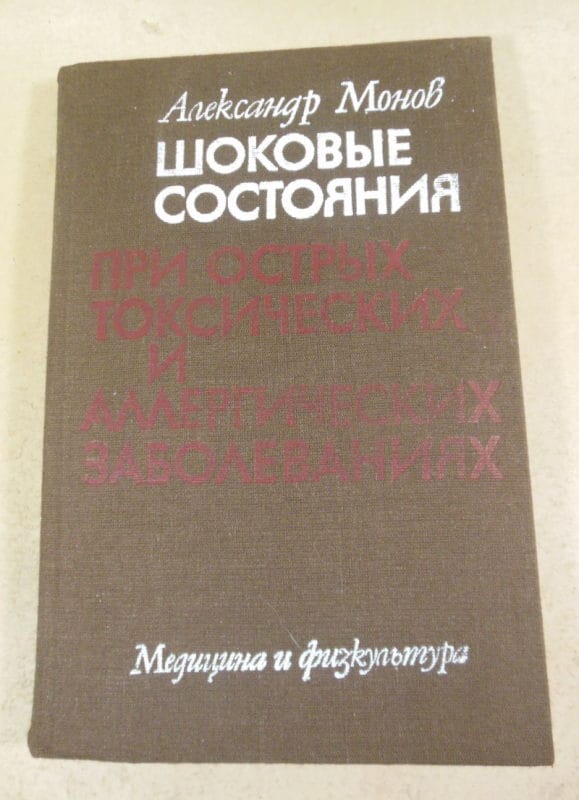 Александр Монов
ШОКОВЫЕ
СОСТОЯНИЯ
ПРИ ОСТРЫХ
ТОКСИЧЕСКИХ
И
АЛЛЕРГИЧЕСКИХ
ЗАБОЛЕВАНИЯХ
Медицина и физкультура